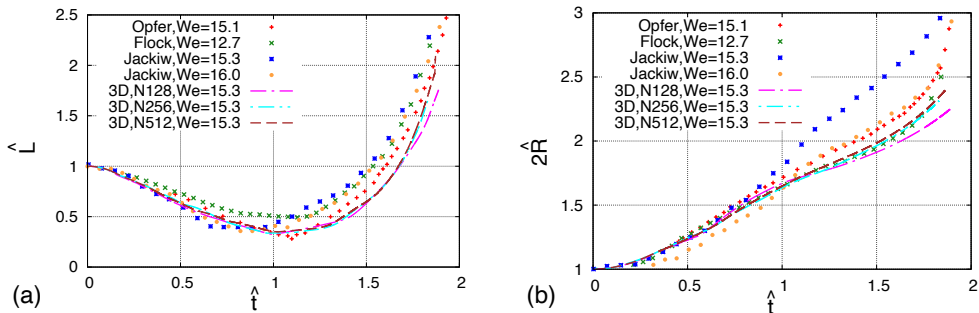 2.5
2
1.5
1
0.5
0
L̂
Opfer,We=15.1
Flock,We=12.7
Jackiw,We=15.3
Jackiw,We=16.0
3D,N128,We=15.3
3D,N256,We=15.3
3D,N512,We=15.3
0 0.5 1 1.5 2
t̂
(a)
3
2.5
2
1.5
1
2R̂
Opfer,We=15.1
Flock,We=12.7
Jackiw,We=15.3
Jackiw,We=16.0
3D,N128,We=15.3
3D,N256,We=15.3
3D,N512,We=15.3
0 0.5 1 1.5 2
t̂
(b)